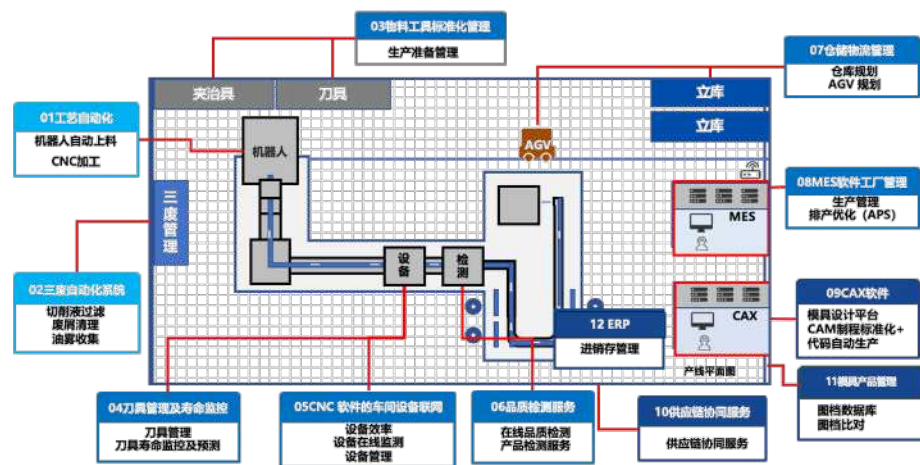 03物料工具标准化管理
生产准备管理
07仓储物流管理
仓库规划
AGV 规划
夹治具
刀具
立库
立库
01工艺自动化
机器人自动上料
CNC加工
机器人
AGV
三废管理
MES
08MES软件工厂管理
生产管理
排产优化（APS）
02三废自动化系统
切削液过滤
废屑清理
油雾收集
设备
检测
CAX
09CAX软件
模具设计平台
CAM制程标准化+
代码自动生产
12 ERP
进销存管理
产线平面图
11模具产品管理
图档数据库
图档比对
04刀具管理及寿命监控
刀具管理
刀具寿命监控及预测
05CNC 软件的车间设备联网
设备效率
设备在线监测
设备管理
06品质检测服务
在线品质检测
产品检测服务
10供应链协同服务
供应链协同服务